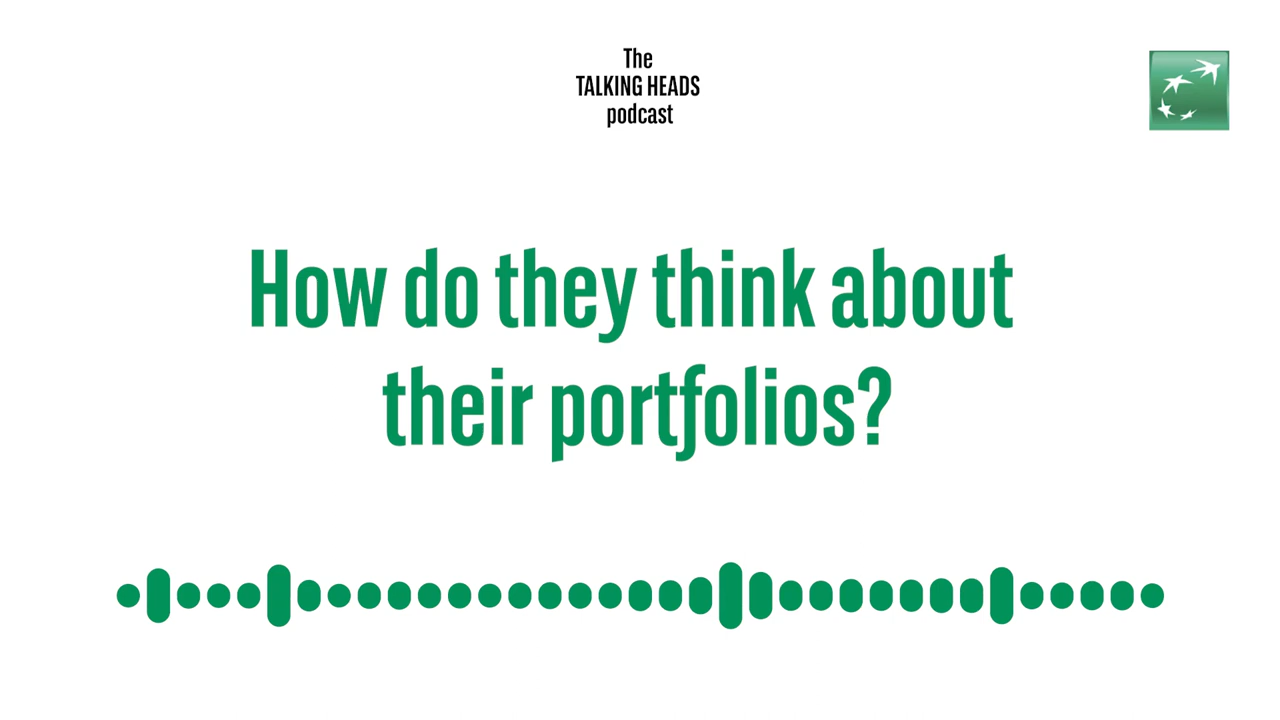 The
TALKING HEADS
podcast
How do they think about
their portfolios?